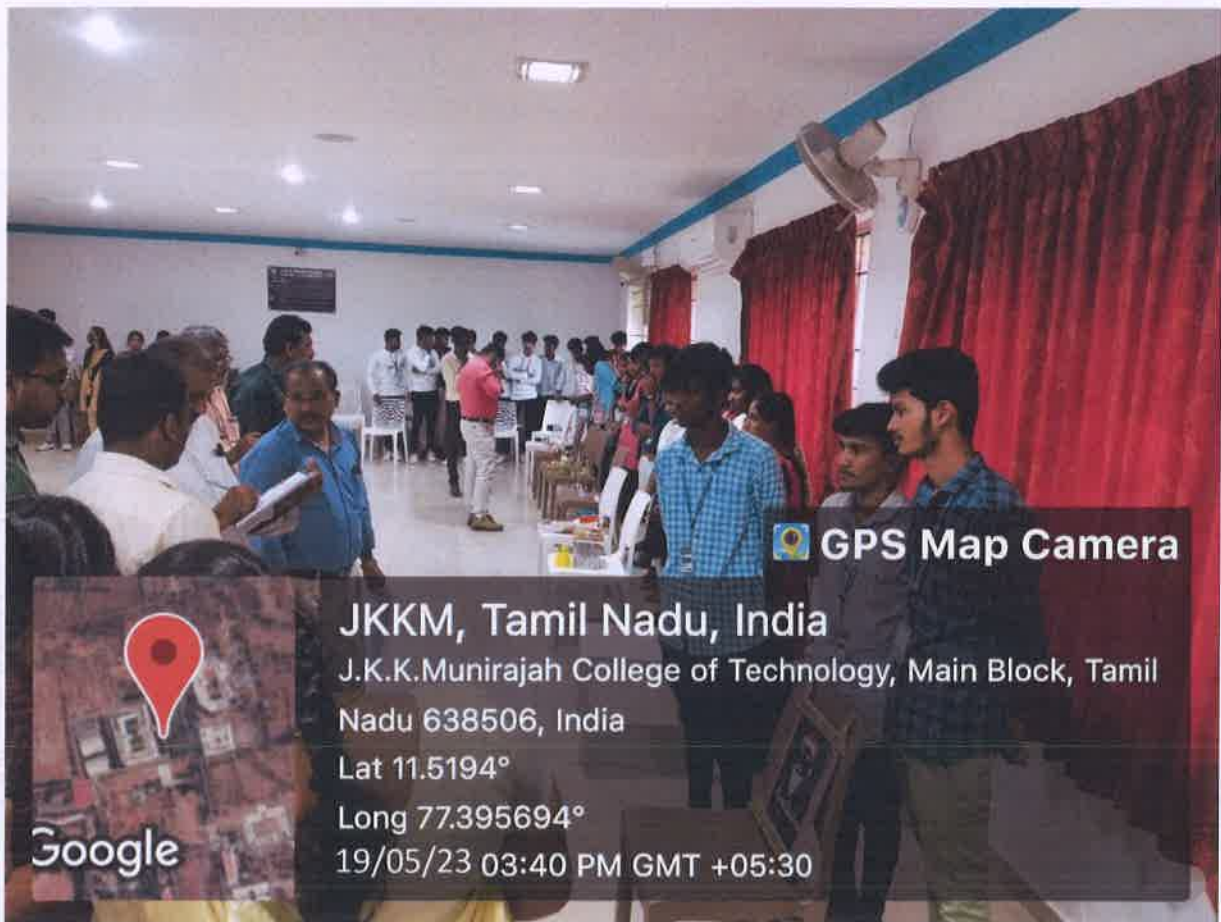 GPS Map Camera
JKKM, Tamil Nadu, India
J.K.K.Munirajah College of Technology, Main Block, Tamil
Nadu 638506, India
Lat 11.5194°
Long 77.395694°
19/05/23 03:40 PM GMT +05:30
Google